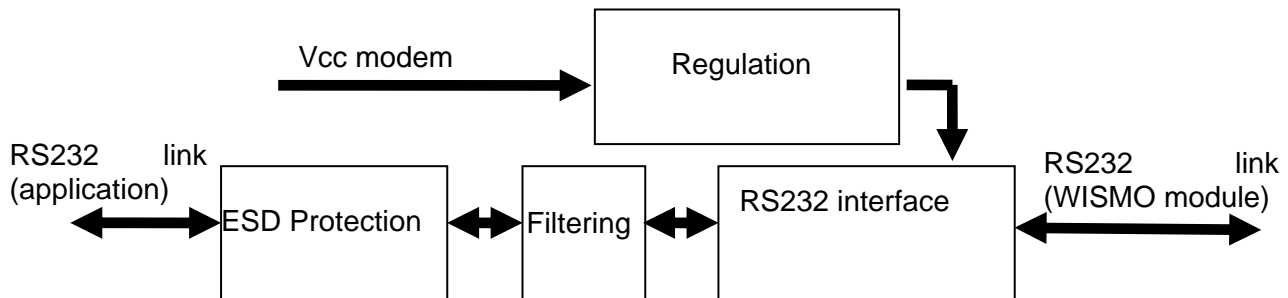 Vcc modem
Regulation
RS232 link
(application)
ESD Protection
Filtering
RS232 interface
RS232 link
(WISMO module)